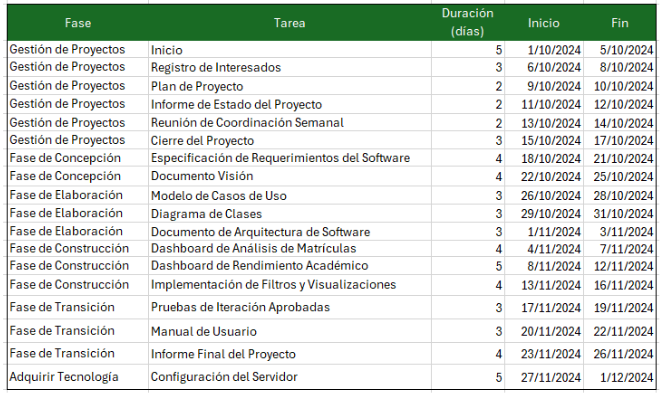 Fase Tarea Duración (días) Inicio Fin
Gestión de Proyectos Inicio 5 1/10/2024 5/10/2024
Gestión de Proyectos Registro de Interesados 3 6/10/2024 8/10/2024
Gestión de Proyectos Plan de Proyecto 2 9/10/2024 10/10/2024
Gestión de Proyectos Informe de Estado del Proyecto 2 11/10/2024 12/10/2024
Gestión de Proyectos Reunión de Coordinación Semanal 2 13/10/2024 14/10/2024
Gestión de Proyectos Cierre del Proyecto 3 15/10/2024 17/10/2024
Fase de Concepción Especificación de Requerimientos del Software 4 18/10/2024 21/10/2024
Fase de Concepción Documento Visión 4 22/10/2024 25/10/2024
Fase de Elaboración Modelo de Casos de Uso 3 26/10/2024 28/10/2024
Fase de Elaboración Diagrama de Clases 3 29/10/2024 31/10/2024
Fase de Elaboración Documento de Arquitectura de Software 3 1/11/2024 3/11/2024
Fase de Construcción Dashboard de Análisis de Matrículas 4 4/11/2024 7/11/2024
Fase de Construcción Dashboard de Rendimiento Académico 5 8/11/2024 12/11/2024
Fase de Construcción Implementación de Filtros y Visualizaciones 4 13/11/2024 16/11/2024
Fase de Transición Pruebas de Iteración Aprobadas 3 17/11/2024 19/11/2024
Fase de Transición Manual de Usuario 3 20/11/2024 22/11/2024
Fase de Transición Informe Final del Proyecto 4 23/11/2024 26/11/2024
Adquirir Tecnología Configuración del Servidor 5 27/11/2024 1/12/2024